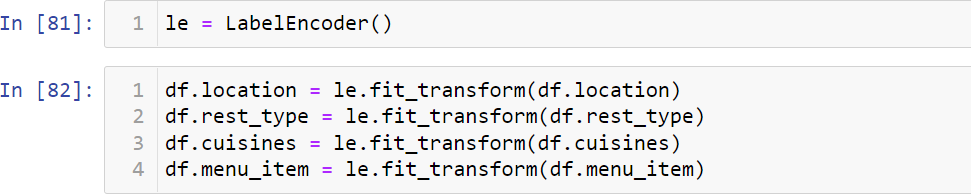 In [81]: 1 le = LabelEncoder()
In [82]: 1 df.location = le.fit_transform(df.location)
2 df.rest_type = le.fit_transform(df.rest_type)
3 df.cuisines = le.fit_transform(df.cuisines)
4 df.menu_item = le.fit_transform(df.menu_item)